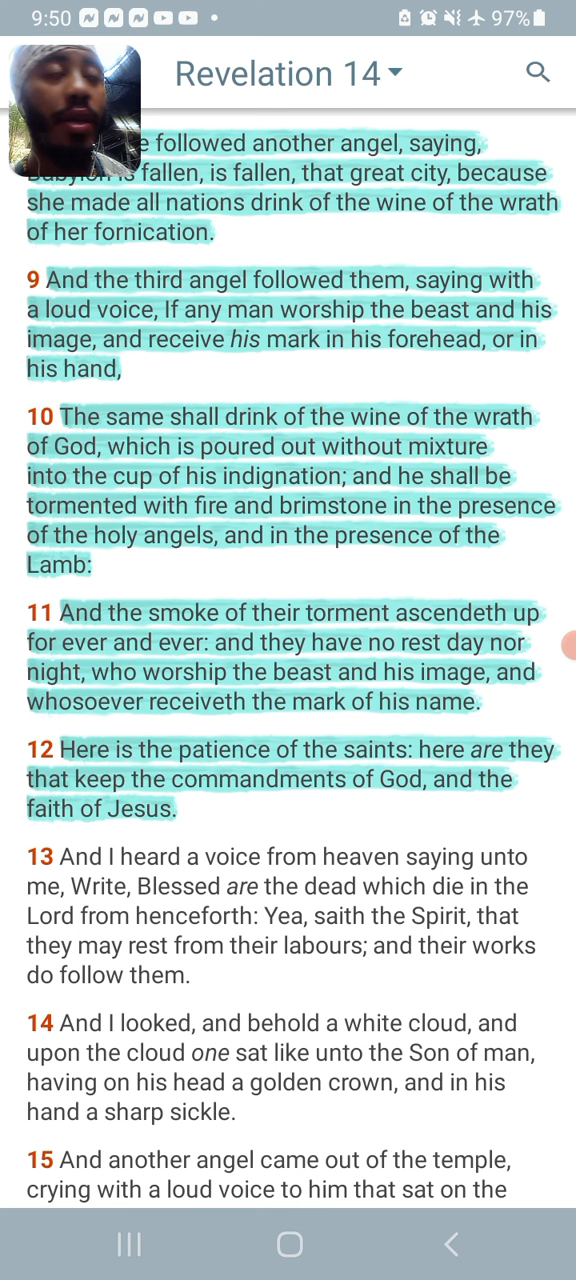 9:50 97%
Revelation 14
e followed another angel, saying,
Babylon is fallen, is fallen, that great city, because
she made all nations drink of the wine of the wrath
of her fornication.
9 And the third angel followed them, saying with
a loud voice, If any man worship the beast and his
image, and receive his mark in his forehead, or in
his hand,
10 The same shall drink of the wine of the wrath
of God, which is poured out without mixture
into the cup of his indignation; and he shall be
tormented with fire and brimstone in the presence
of the holy angels, and in the presence of the
Lamb:
11 And the smoke of their torment ascendeth up
for ever and ever: and they have no rest day nor
night, who worship the beast and his image, and
whosoever receiveth the mark of his name.
12 Here is the patience of the saints: here are they
that keep the commandments of God, and the
faith of Jesus.
13 And I heard a voice from heaven saying unto
me, Write, Blessed are the dead which die in the
Lord from henceforth: Yea, saith the Spirit, that
they may rest from their labours; and their works
do follow them.
14 And I looked, and behold a white cloud, and
upon the cloud one sat like unto the Son of man,
having on his head a golden crown, and in his
hand a sharp sickle.
15 And another angel came out of the temple,
crying with a loud voice to him that sat on the